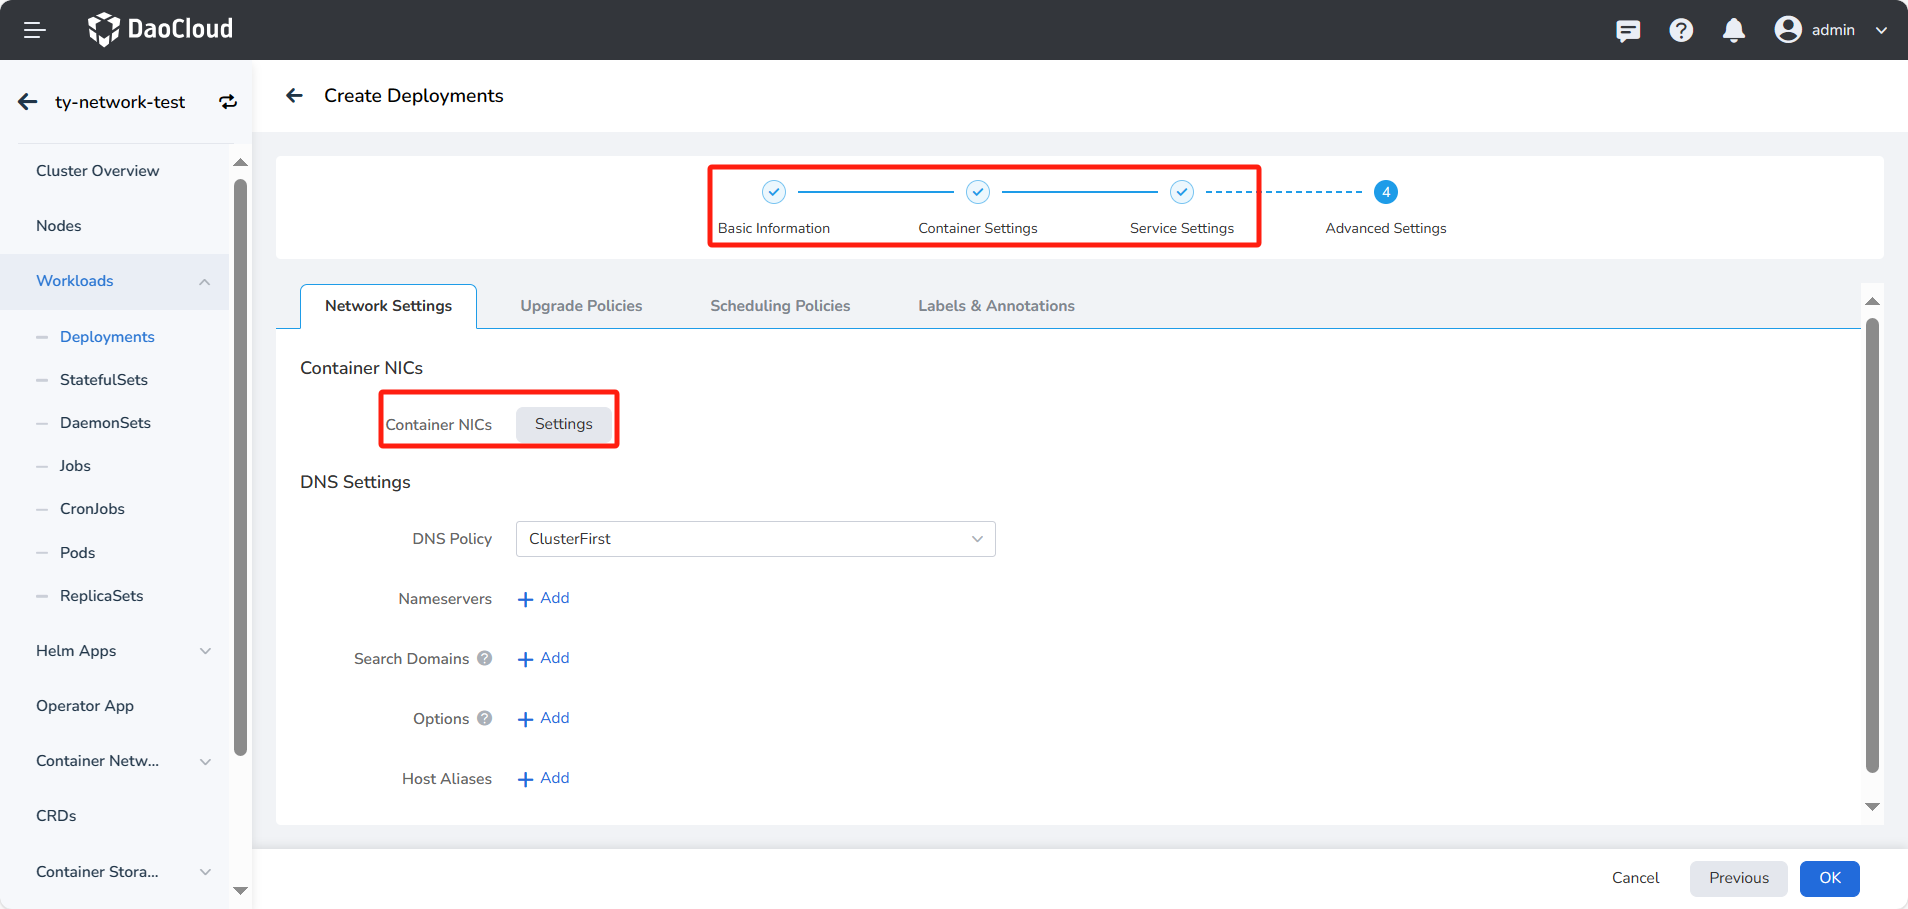 DaoCloud
admin
ty-network-test
Create Deployments
Cluster Overview
Nodes
Workloads
Deployments
StatefulSets
DaemonSets
Jobs
CronJobs
Pods
ReplicaSets
Helm Apps
Operator App
Container Netw...
CRDs
Container Stora...
4
Basic Information
Container Settings
Service Settings
Advanced Settings
Network Settings
Upgrade Policies
Scheduling Policies
Labels & Annotations
Container NICs
Container NICs
Settings
DNS Settings
DNS Policy
ClusterFirst
Nameservers
Add
Search Domains
Add
Options
Add
Host Aliases
Add
Cancel
Previous
OK